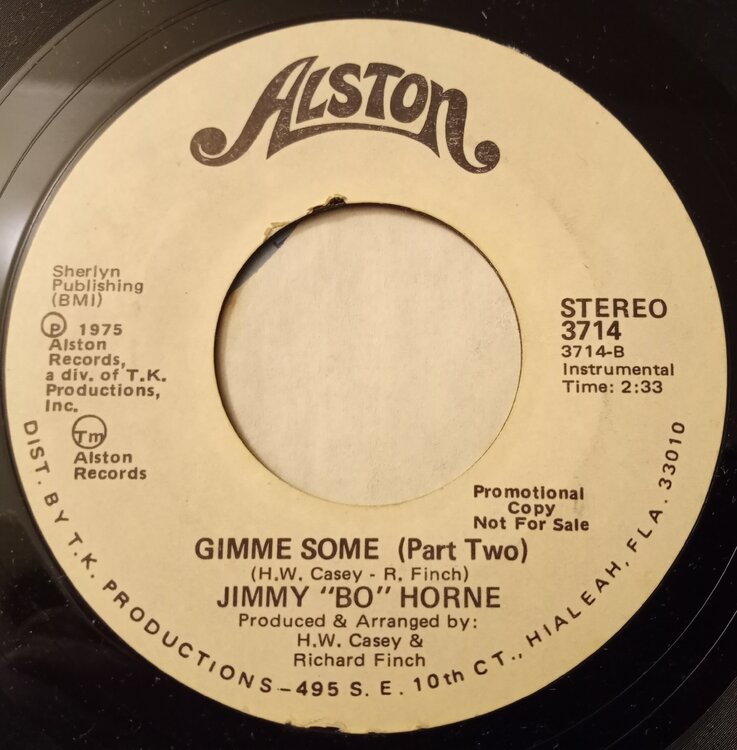 ALSTON
Sherlyn
Publishing
(BMI)
℗ 1975
Alston
Records,
a div. of T.K.
Productions,
Inc.
Tm
Alston
Records
STEREO
3714
3714-B
Instrumental
Time: 2:33
Promotional
Copy
Not For Sale
GIMME SOME (Part Two)
(H.W. Casey - R. Finch)
JIMMY "BO" HORNE
Produced & Arranged by:
H.W. Casey &
Richard Finch
DIST. BY T.K. PRODUCTIONS-495 S.E. 10th CT., HIALEAH, FLA. 33010